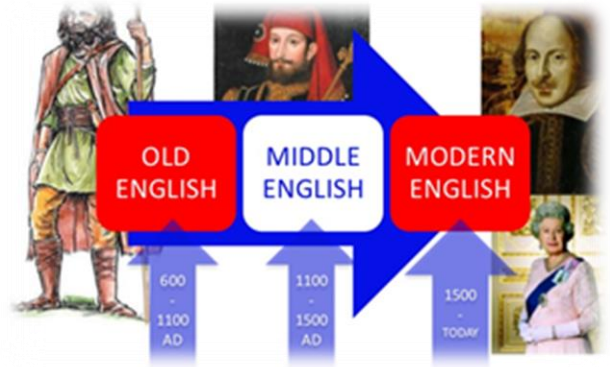 OLD
ENGLISH
MIDDLE
ENGLISH
MODERN
ENGLISH
600
-
1100
AD
1100
-
1500
AD
1500
-
TODAY